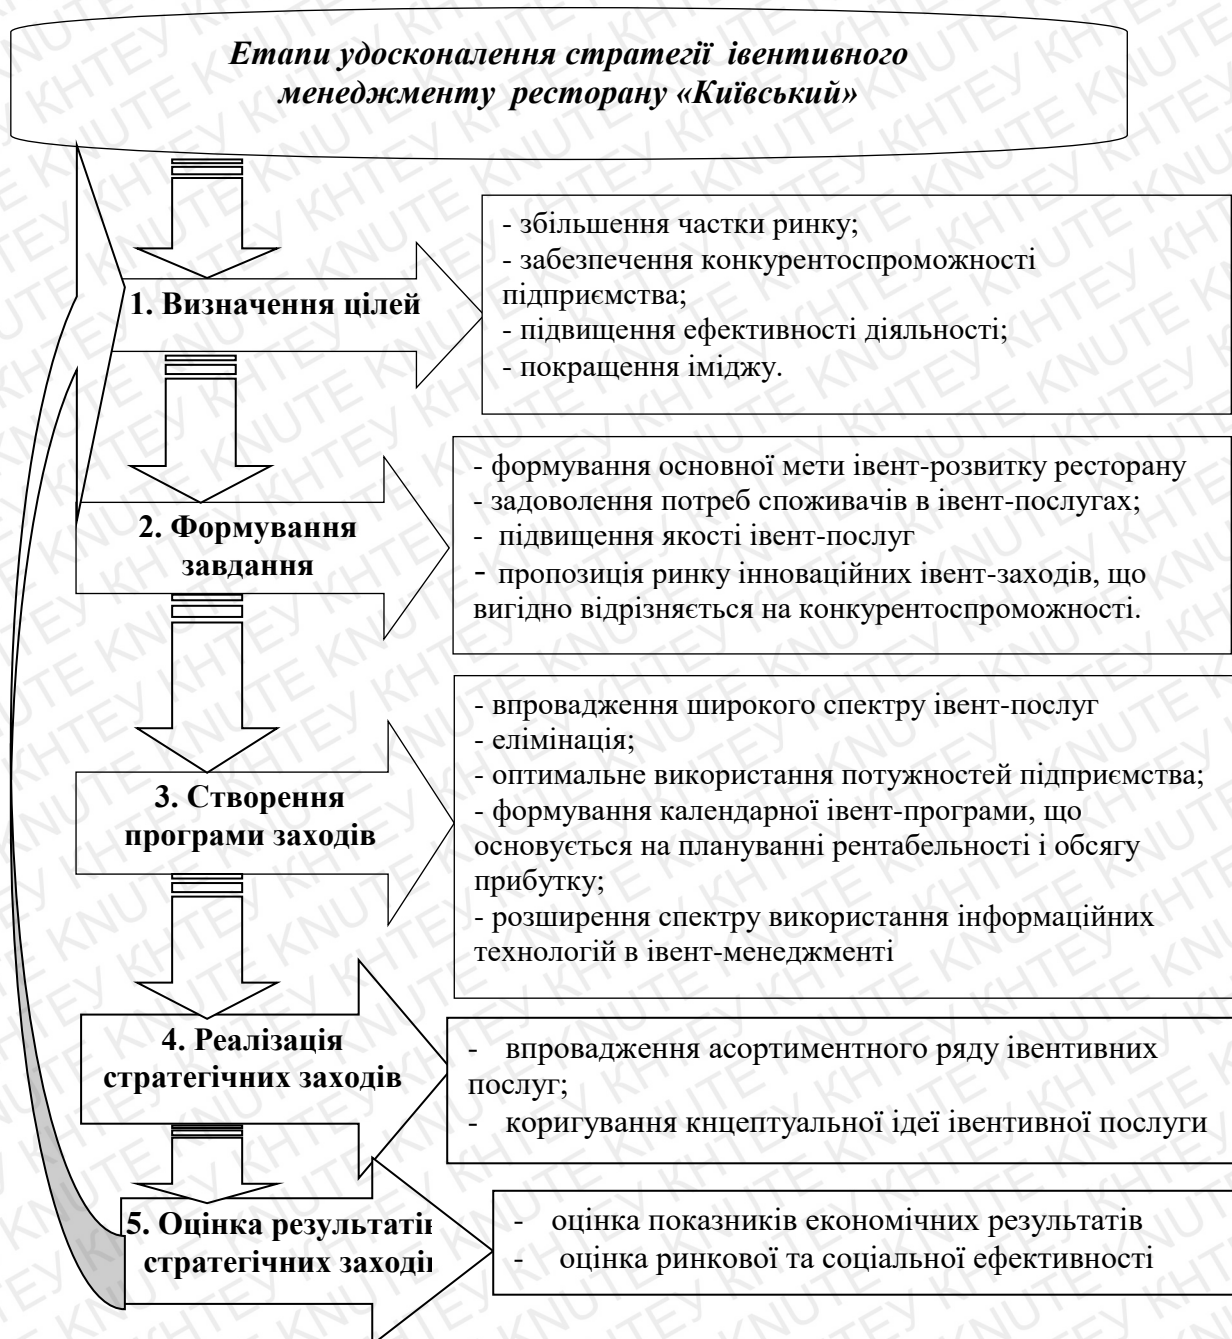 Етапи удосконалення стратегії івентивного
менеджменту ресторану «Київський»
1. Визначення цілей
- збільшення частки ринку;
- забезпечення конкурентоспроможності
підприємства;
- підвищення ефективності діяльності;
- покращення іміджу.
2. Формування
завдання
- формування основної мети івент-розвитку ресторану
- задоволення потреб споживачів в івент-послугах;
- підвищення якості івент-послуг
- пропозиція ринку інноваційних івент-заходів, що
вигідно відрізняється на конкурентоспроможності.
3. Створення
програми заходів
- впровадження широкого спектру івент-послуг
- елімінація;
- оптимальне використання потужностей підприємства;
- формування календарної івент-програми, що
основується на плануванні рентабельності і обсягу
прибутку;
- розширення спектру використання інформаційних
технологій в івент-менеджменті
4. Реалізація
стратегічних заходів
- впровадження асортиментного ряду івентивних
послуг;
- коригування кнцептуальної ідеї івентивної послуги
5. Оцінка результатів
стратегічних заходів
- оцінка показників економічних результатів
- оцінка ринкової та соціальної ефективності